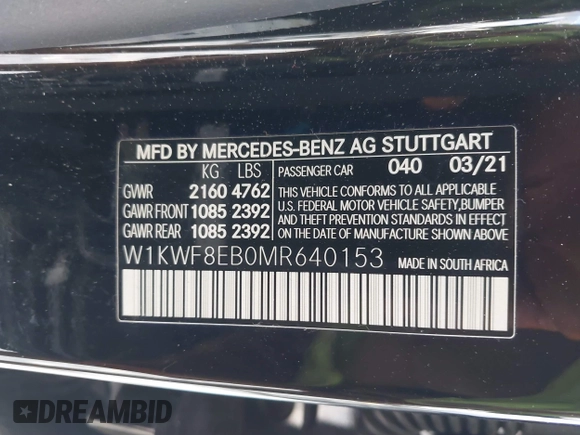 MFD BY MERCEDES-BENZ AG STUTTGART
KG LBS PASSENGER CAR 040 03/21
GVWR 2160 4762 THIS VEHICLE CONFORMS TO ALL APPLICABLE
GAWR FRONT 1085 2392 U.S. FEDERAL MOTOR VEHICLE SAFETY,BUMPER
GAWR REAR 1085 2392 AND THEFT PREVENTION STANDARDS IN EFFECT
ON THE DATE OF MANUFACTURE SHOWN ABOVE
W1KWF8EB0MR640153 MADE IN SOUTH AFRICA
DREAMBID